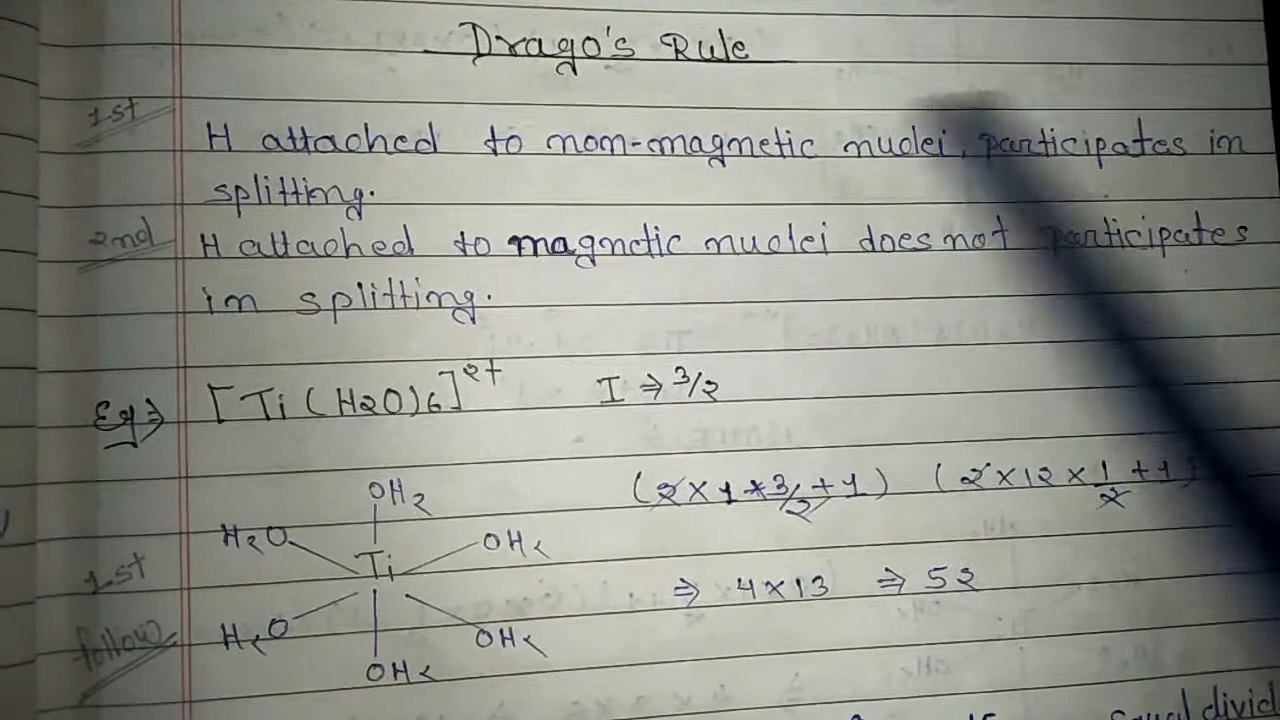 Drago's Rule
1st
H attached to non-magnetic nuclei, participates in
splitting.
2nd H attached to magnetic nuclei does not participates
in splitting.
Eg ⇒ [Ti(H2O)6]2+ I ⇒ 3/2
(2×1×3/2+1) (2×12×1/2+1)
OH2
H2O OH2
Ti
1st
⇒ 4×13 ⇒ 52
follow H2O OH2
OH2
equal divid